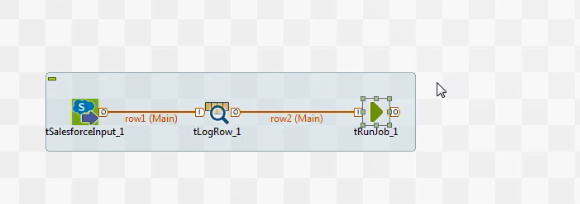 S
row1 (Main)
row2 (Main)
tSalesforceInput_1
tLogRow_1
tRunJob_1